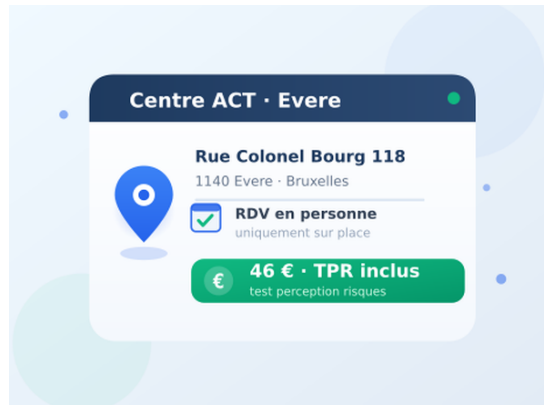 Centre ACT · Evere
Rue Colonel Bourg 118
1140 Evere · Bruxelles
RDV en personne
uniquement sur place
€
46 € · TPR inclus
test perception risques